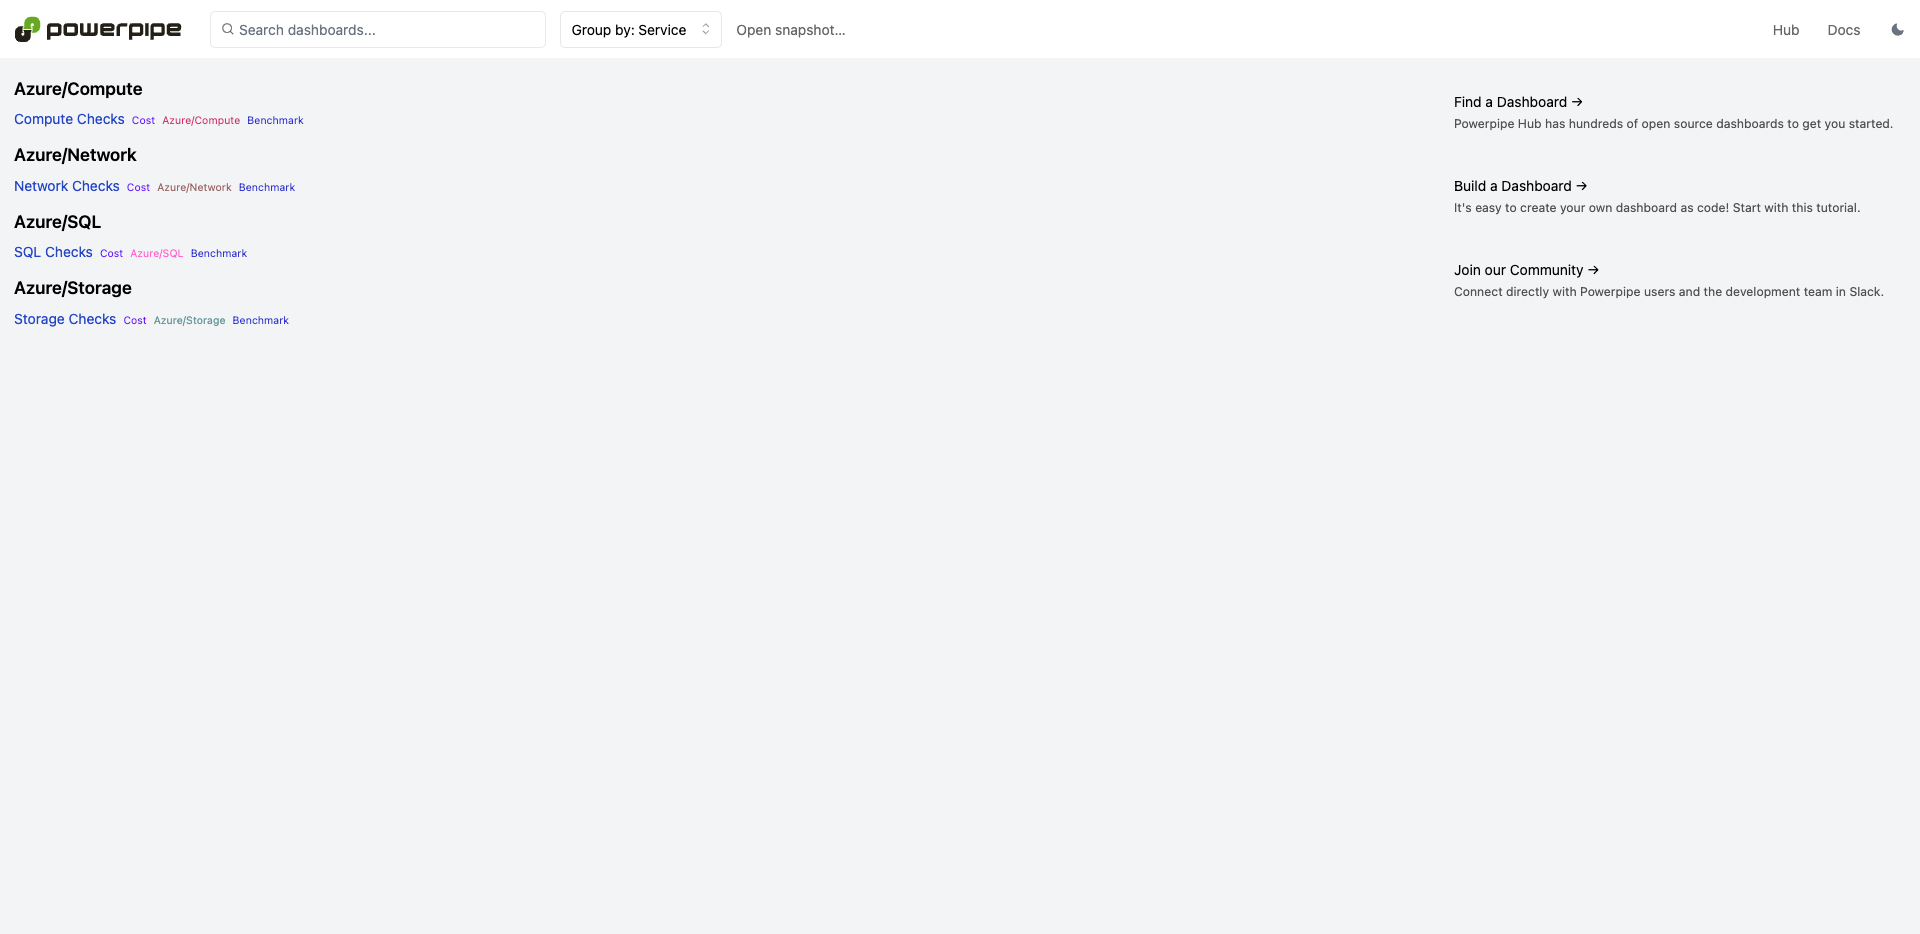 powerpipe
Search dashboards...
Group by: Service
Open snapshot...
Hub
Docs
Azure/Compute
Compute Checks Cost Azure/Compute Benchmark
Azure/Network
Network Checks Cost Azure/Network Benchmark
Azure/SQL
SQL Checks Cost Azure/SQL Benchmark
Azure/Storage
Storage Checks Cost Azure/Storage Benchmark
Find a Dashboard →
Powerpipe Hub has hundreds of open source dashboards to get you started.
Build a Dashboard →
It's easy to create your own dashboard as code! Start with this tutorial.
Join our Community →
Connect directly with Powerpipe users and the development team in Slack.